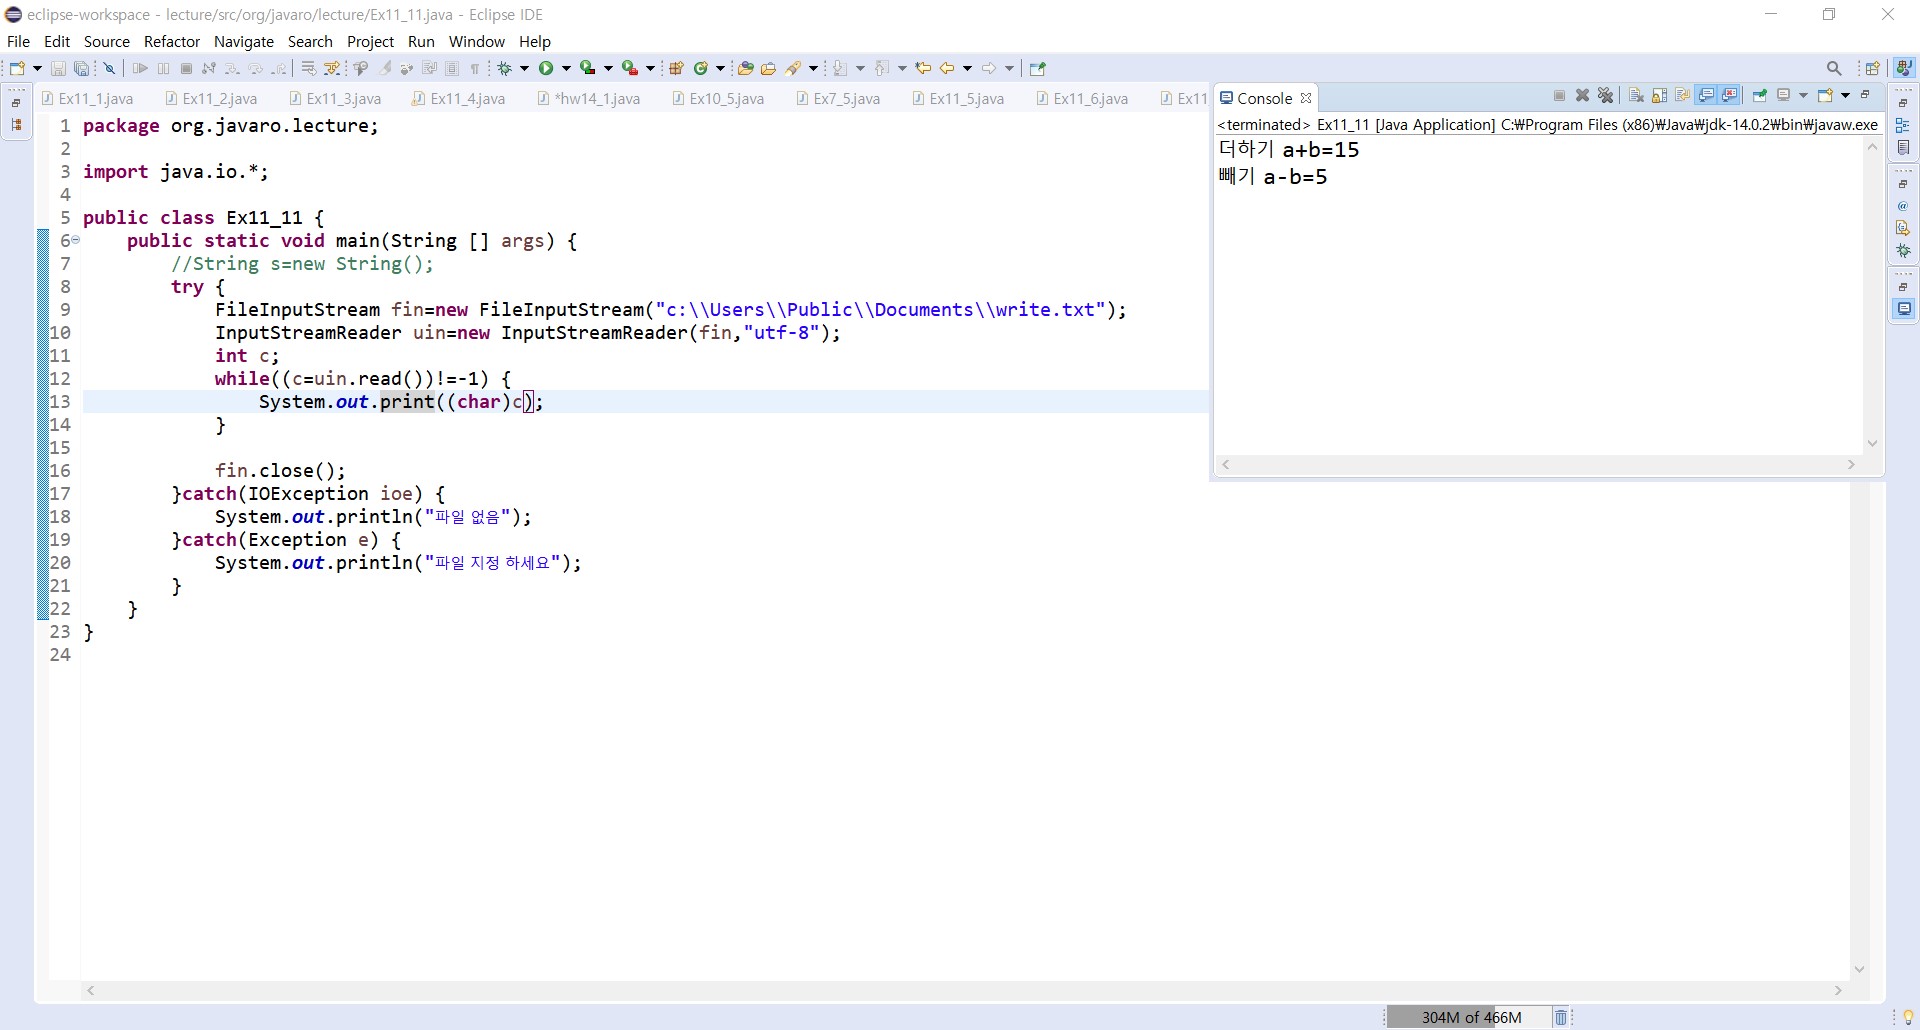 eclipse-workspace - lecture/src/org/javaro/lecture/Ex11_11.java - Eclipse IDE
File Edit Source Refactor Navigate Search Project Run Window Help
Ex11_1.java Ex11_2.java Ex11_3.java Ex11_4.java *hw14_1.java Ex10_5.java Ex7_5.java Ex11_5.java Ex11_6.java Ex11
1 package org.javaro.lecture;
2
3 import java.io.*;
4
5 public class Ex11_11 {
6 public static void main(String [] args) {
7 //String s=new String();
8 try {
9 FileInputStream fin=new FileInputStream("c:\\Users\\Public\\Documents\\write.txt");
10 InputStreamReader uin=new InputStreamReader(fin,"utf-8");
11 int c;
12 while((c=uin.read())!=-1) {
13 System.out.print((char)c);
14 }
15
16 fin.close();
17 }catch(IOException ioe) {
18 System.out.println("파일 없음");
19 }catch(Exception e) {
20 System.out.println("파일 지정 하세요");
21 }
22 }
23 }
24
Console
<terminated> Ex11_11 [Java Application] C:₩Program Files (x86)₩Java₩jdk-14.0.2₩bin₩javaw.exe
더하기 a+b=15
빼기 a-b=5
304M of 466M